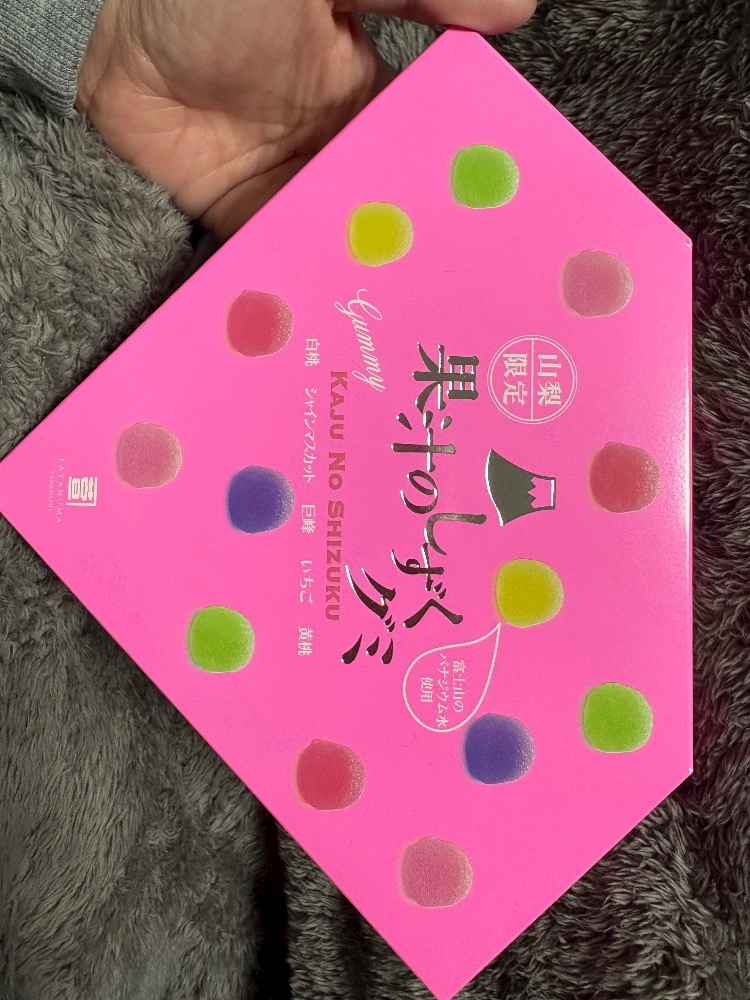 山梨
限定
果汁のしずく
グミ
Gummy
KAJU NO SHIZUKU
富士山の
バナジウム水
使用
白桃 シャインマスカット 巨峰 いちご 黄桃
KATANUMA
YAMANASHI